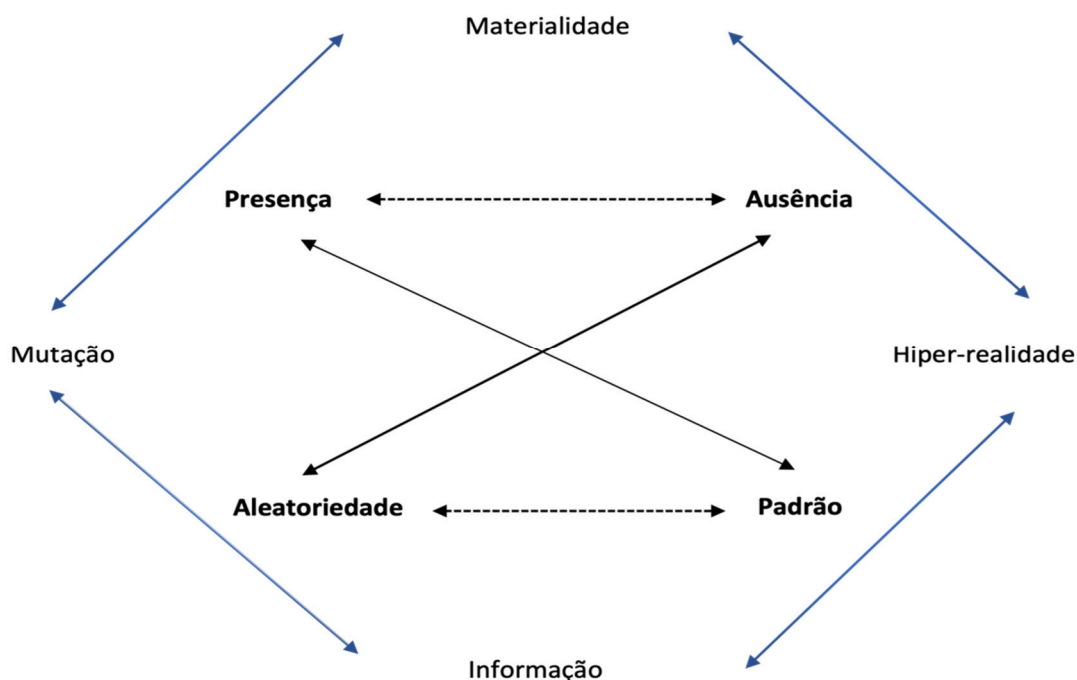 Materialidade
Presença
Ausência
Mutação
Hiper-realidade
Aleatoriedade
Padrão
Informação